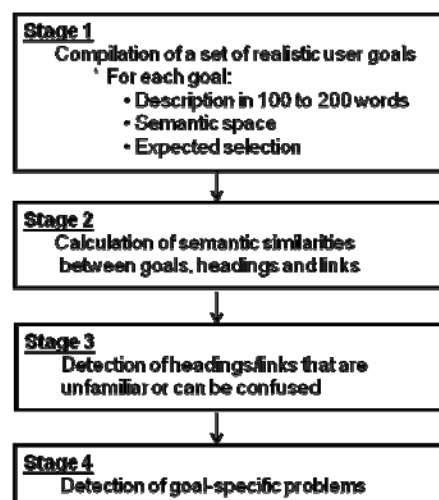 Stage 1
Compilation of a set of realistic user goals
* For each goal:
• Description in 100 to 200 words
• Semantic space
• Expected selection
Stage 2
Calculation of semantic similarities
between goals, headings and links
Stage 3
Detection of headings/links that are
unfamiliar or can be confused
Stage 4
Detection of goal-specific problems